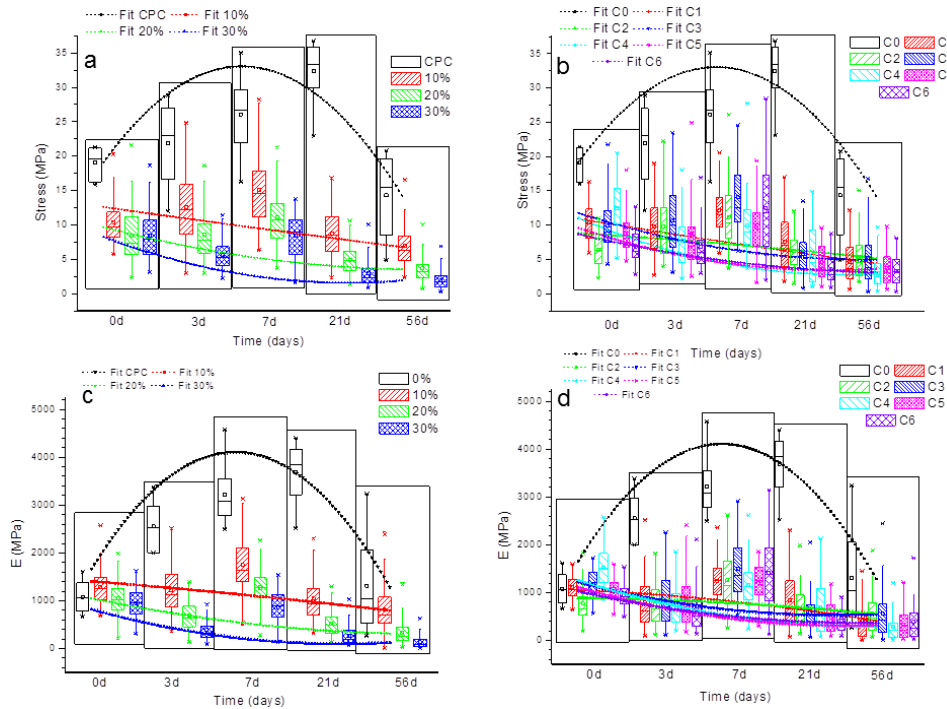 Fit CPC Fit 10%
Fit 20% Fit 30%
a
CPC
10%
20%
30%
35
30
25
20
15
10
5
0
Stress (MPa)
0d 3d 7d 21d 56d
Time (days)
Fit C0 Fit C1
Fit C2 Fit C3
Fit C4 Fit C5
Fit C6
b
C0 C
C2 C
C4 C
C6
35
30
25
20
15
10
5
0
Stress (MPa)
0d 3d 7d 21d 56d
Time (days)
Fit CPC Fit 10%
Fit 20% Fit 30%
c
0%
10%
20%
30%
5000
4000
3000
2000
1000
0
E (MPa)
0d 3d 7d 21d 56d
Time (days)
Fit C0 Fit C1
Fit C2 Fit C3
Fit C4 Fit C5
Fit C6
d
C0 C1
C2 C3
C4 C5
C6
5000
4000
3000
2000
1000
0
E (MPa)
0d 3d 7d 21d 56d
Time (days)